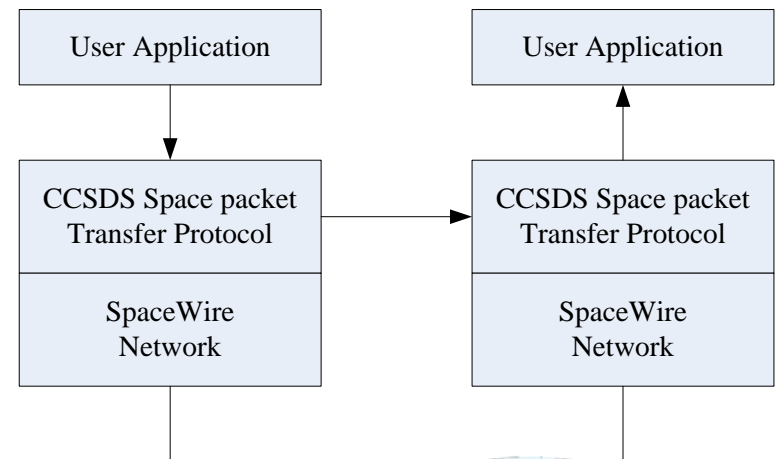 User Application
User Application
CCSDS Space packet
Transfer Protocol
CCSDS Space packet
Transfer Protocol
SpaceWire
Network
SpaceWire
Network